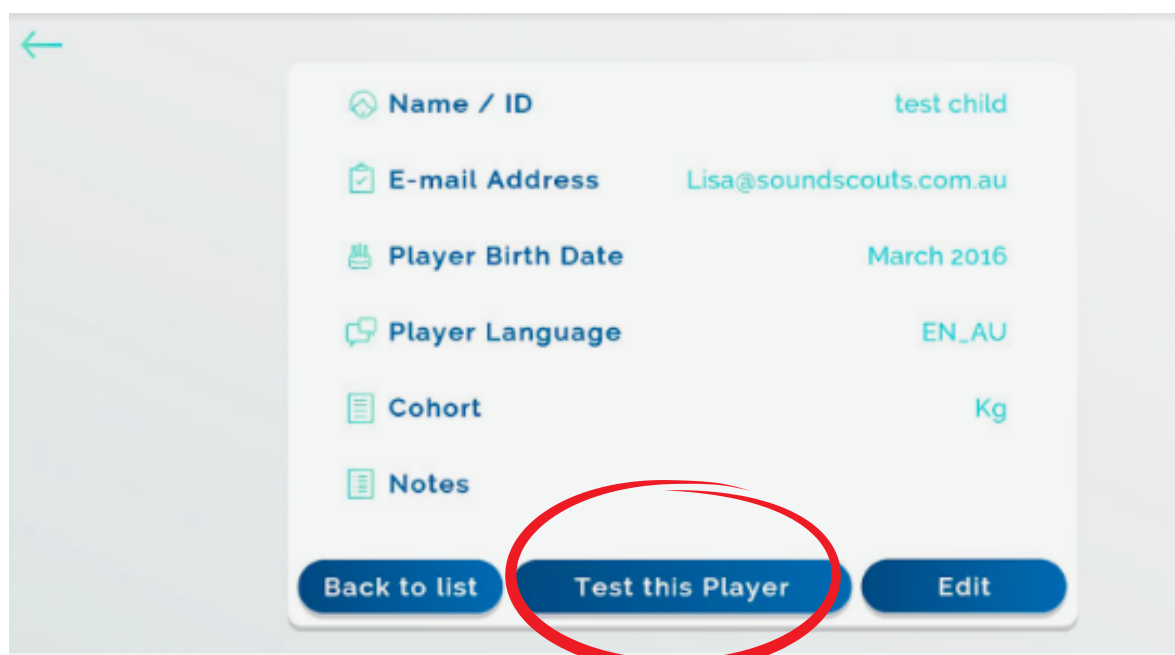 Name / ID test child
E-mail Address Lisa@soundscouts.com.au
Player Birth Date March 2016
Player Language EN_AU
Cohort Kg
Notes
Back to list Test this Player Edit